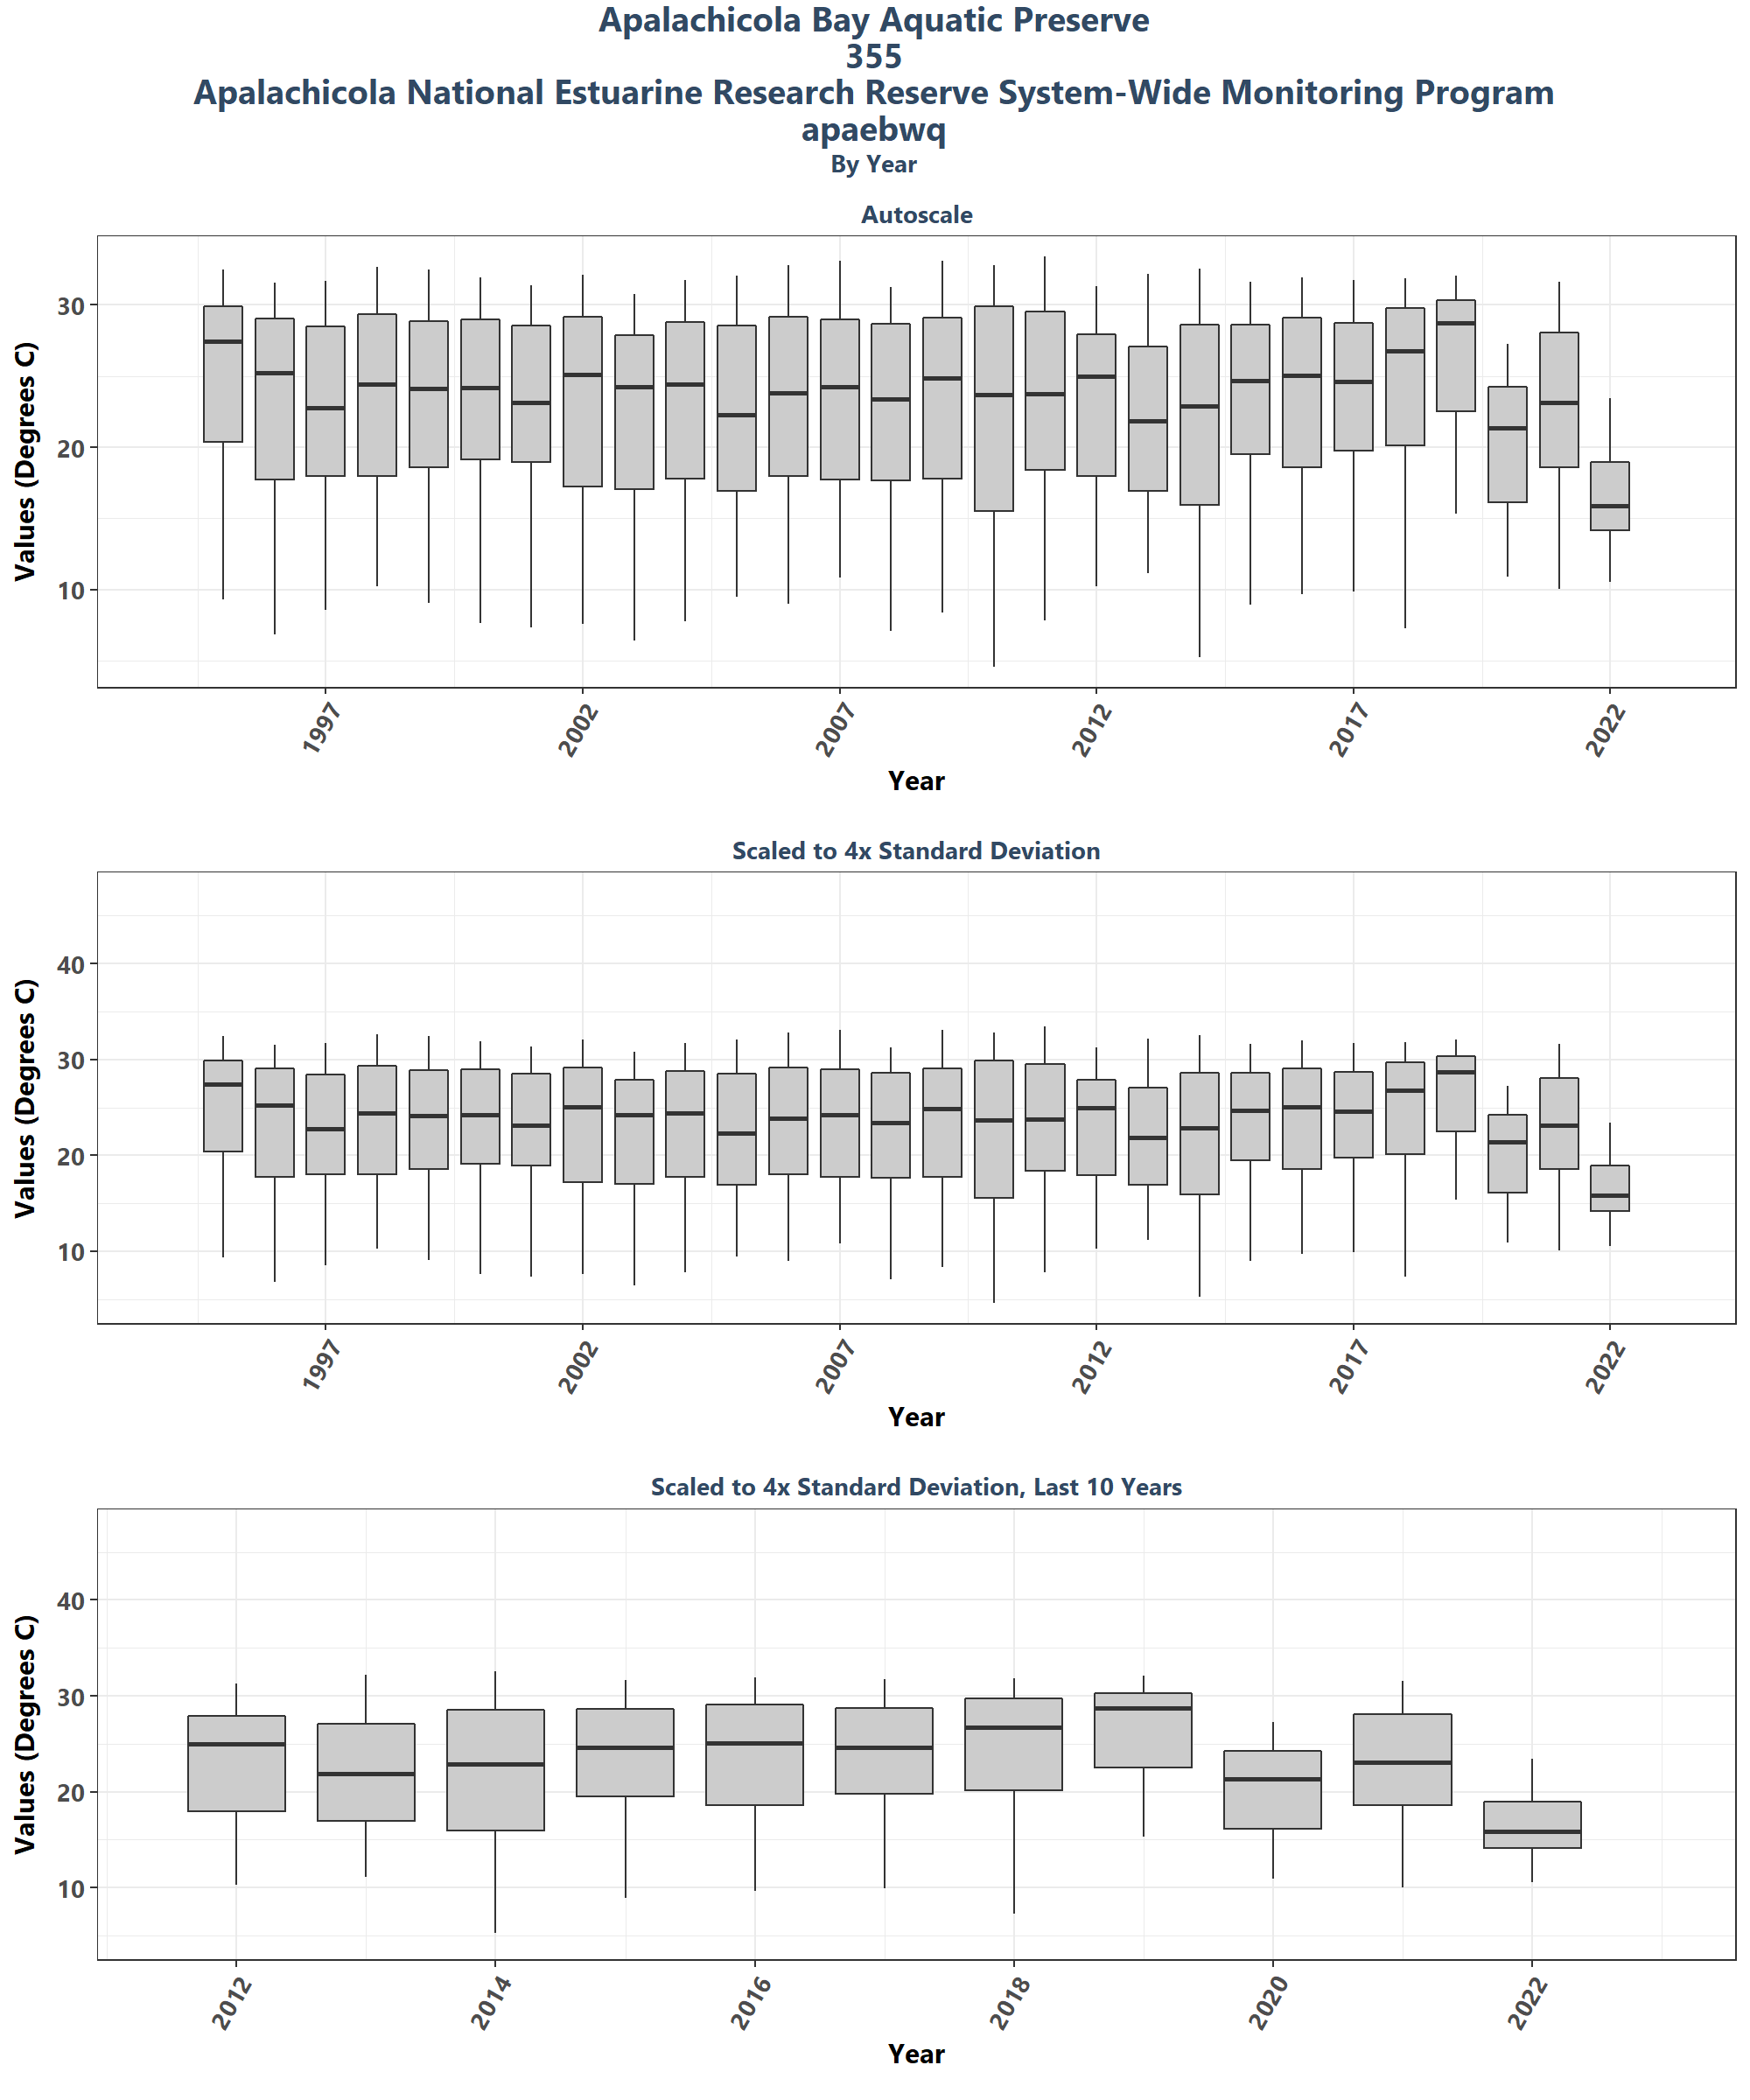 Apalachicola Bay Aquatic Preserve
355
Apalachicola National Estuarine Research Reserve System-Wide Monitoring Program
apaebwq
By Year
Autoscale
Values (Degrees C)
30
20
10
1997
2002
2007
2012
2017
2022
Year
Scaled to 4x Standard Deviation
Values (Degrees C)
40
30
20
10
1997
2002
2007
2012
2017
2022
Year
Scaled to 4x Standard Deviation, Last 10 Years
Values (Degrees C)
40
30
20
10
2012
2014
2016
2018
2020
2022
Year